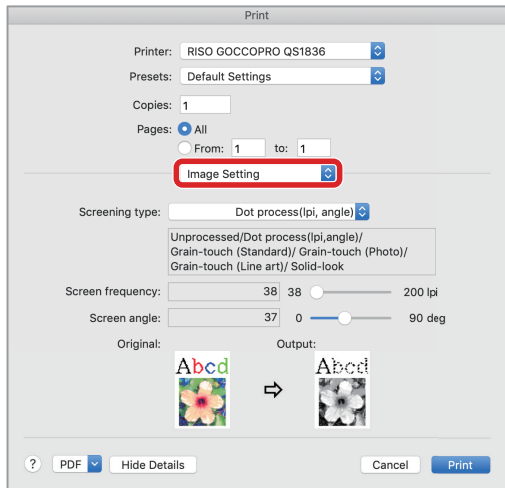 Print
Printer: RISO GOCCOPRO QS1836
Presets: Default Settings
Copies: 1
Pages: All
From: 1 to: 1
Image Setting
Screening type: Dot process(lpi, angle)
Unprocessed/Dot process(lpi,angle)/
Grain-touch (Standard)/ Grain-touch (Photo)/
Grain-touch (Line art)/ Solid-look
Screen frequency: 38 38 200 lpi
Screen angle: 37 0 90 deg
Original: Output:
Abcd Abcd
? PDF Hide Details Cancel Print